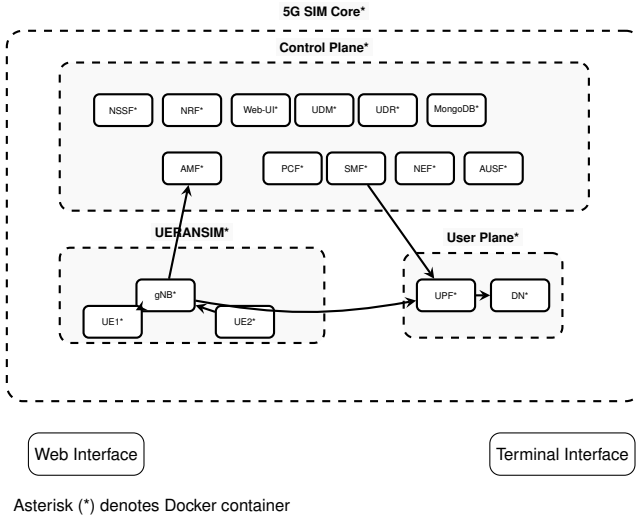 5G SIM Core*
Control Plane*
NSSF*
NRF*
Web-UI*
UDM*
UDR*
MongoDB*
AMF*
PCF*
SMF*
NEF*
AUSF*
UERANSIM*
User Plane*
gNB*
UE1*
UE2*
UPF*
DN*
Web Interface
Terminal Interface
Asterisk (*) denotes Docker container